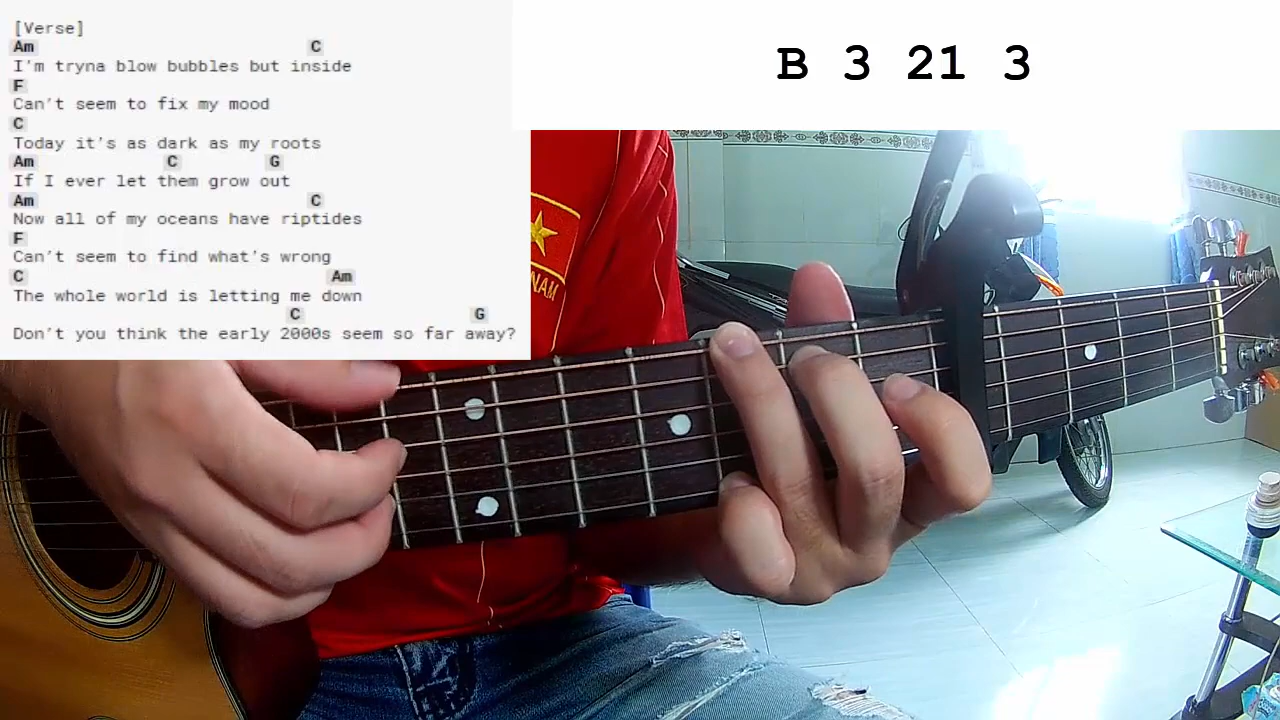 [Verse]
Am C
I'm tryna blow bubbles but inside
F
Can't seem to fix my mood
C
Today it's as dark as my roots
Am C G
If I ever let them grow out
Am C
Now all of my oceans have riptides
F
Can't seem to find what's wrong
C Am
The whole world is letting me down
C G
Don't you think the early 2000s seem so far away?
B 3 21 3
NAM